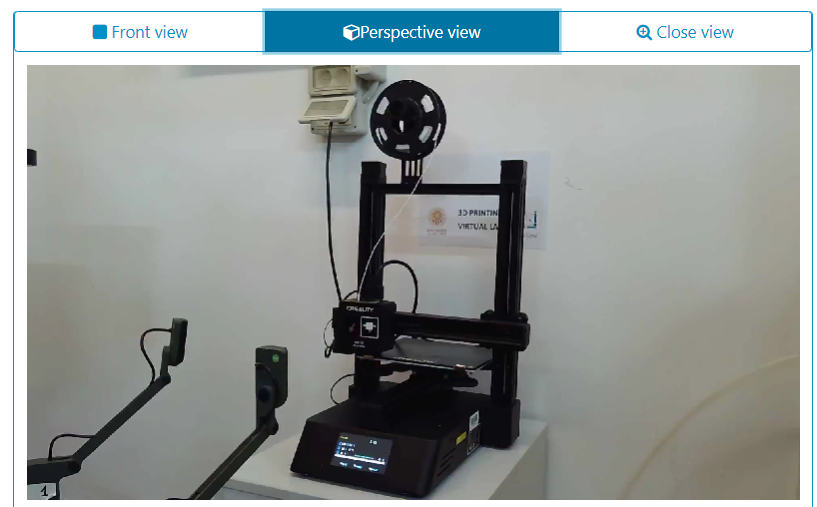 Front view
Perspective view
Close view
3D PRINTIN
VIRTUAL LA
CREALITY
1